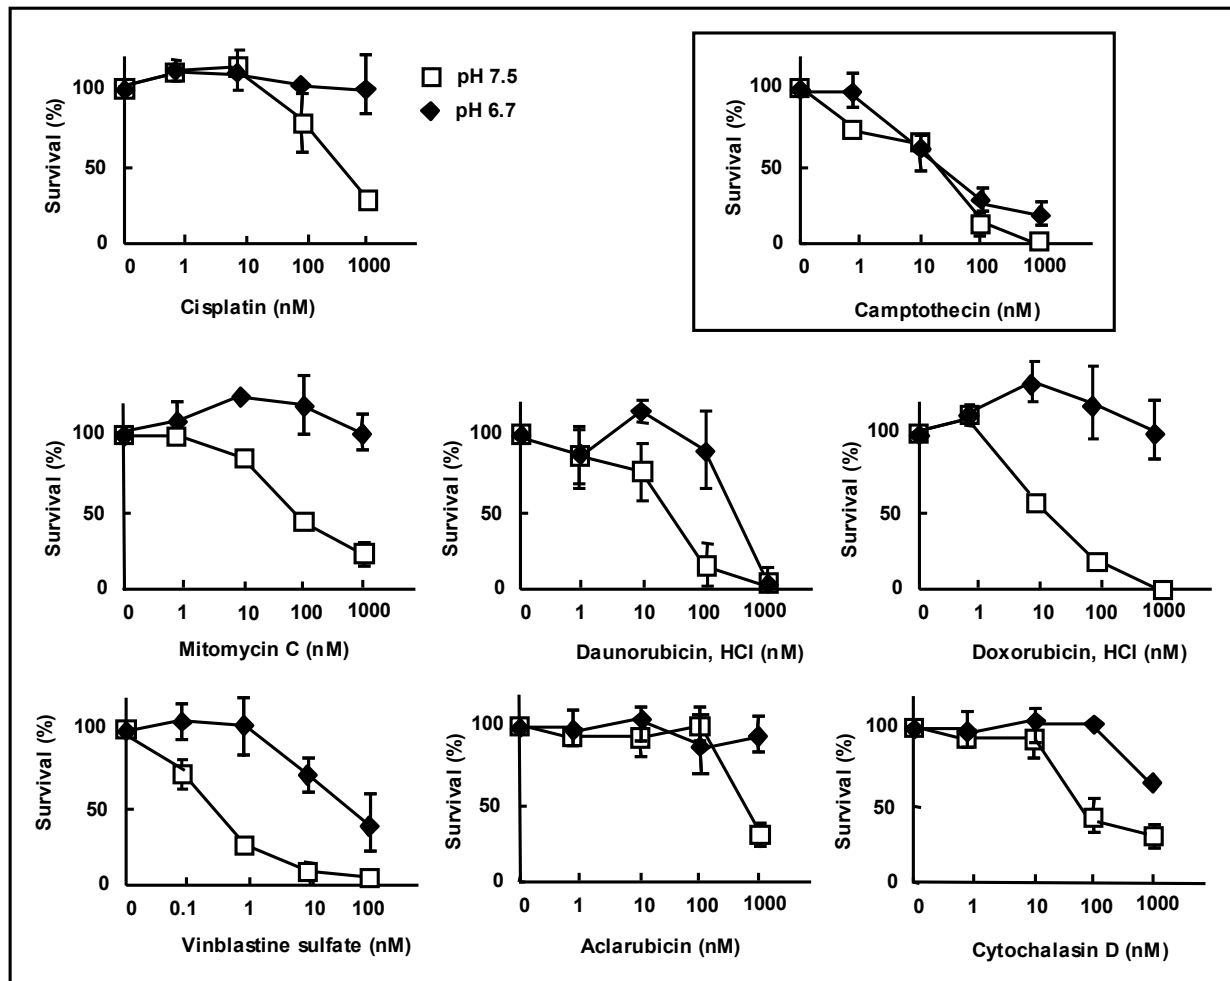 100
50
0
Survival (%)
0 1 10 100 1000
Cisplatin (nM)
pH 7.5
pH 6.7
100
50
0
Survival (%)
0 1 10 100 1000
Camptothecin (nM)
100
50
0
Survival (%)
0 1 10 100 1000
Mitomycin C (nM)
100
50
0
Survival (%)
0 1 10 100 1000
Daunorubicin, HCl (nM)
100
50
0
Survival (%)
0 1 10 100 1000
Doxorubicin, HCl (nM)
100
50
0
Survival (%)
0 0.1 1 10 100
Vinblastine sulfate (nM)
100
50
0
Survival (%)
0 1 10 100 1000
Aclarubicin (nM)
100
50
0
Survival (%)
0 1 10 100 1000
Cytochalasin D (nM)